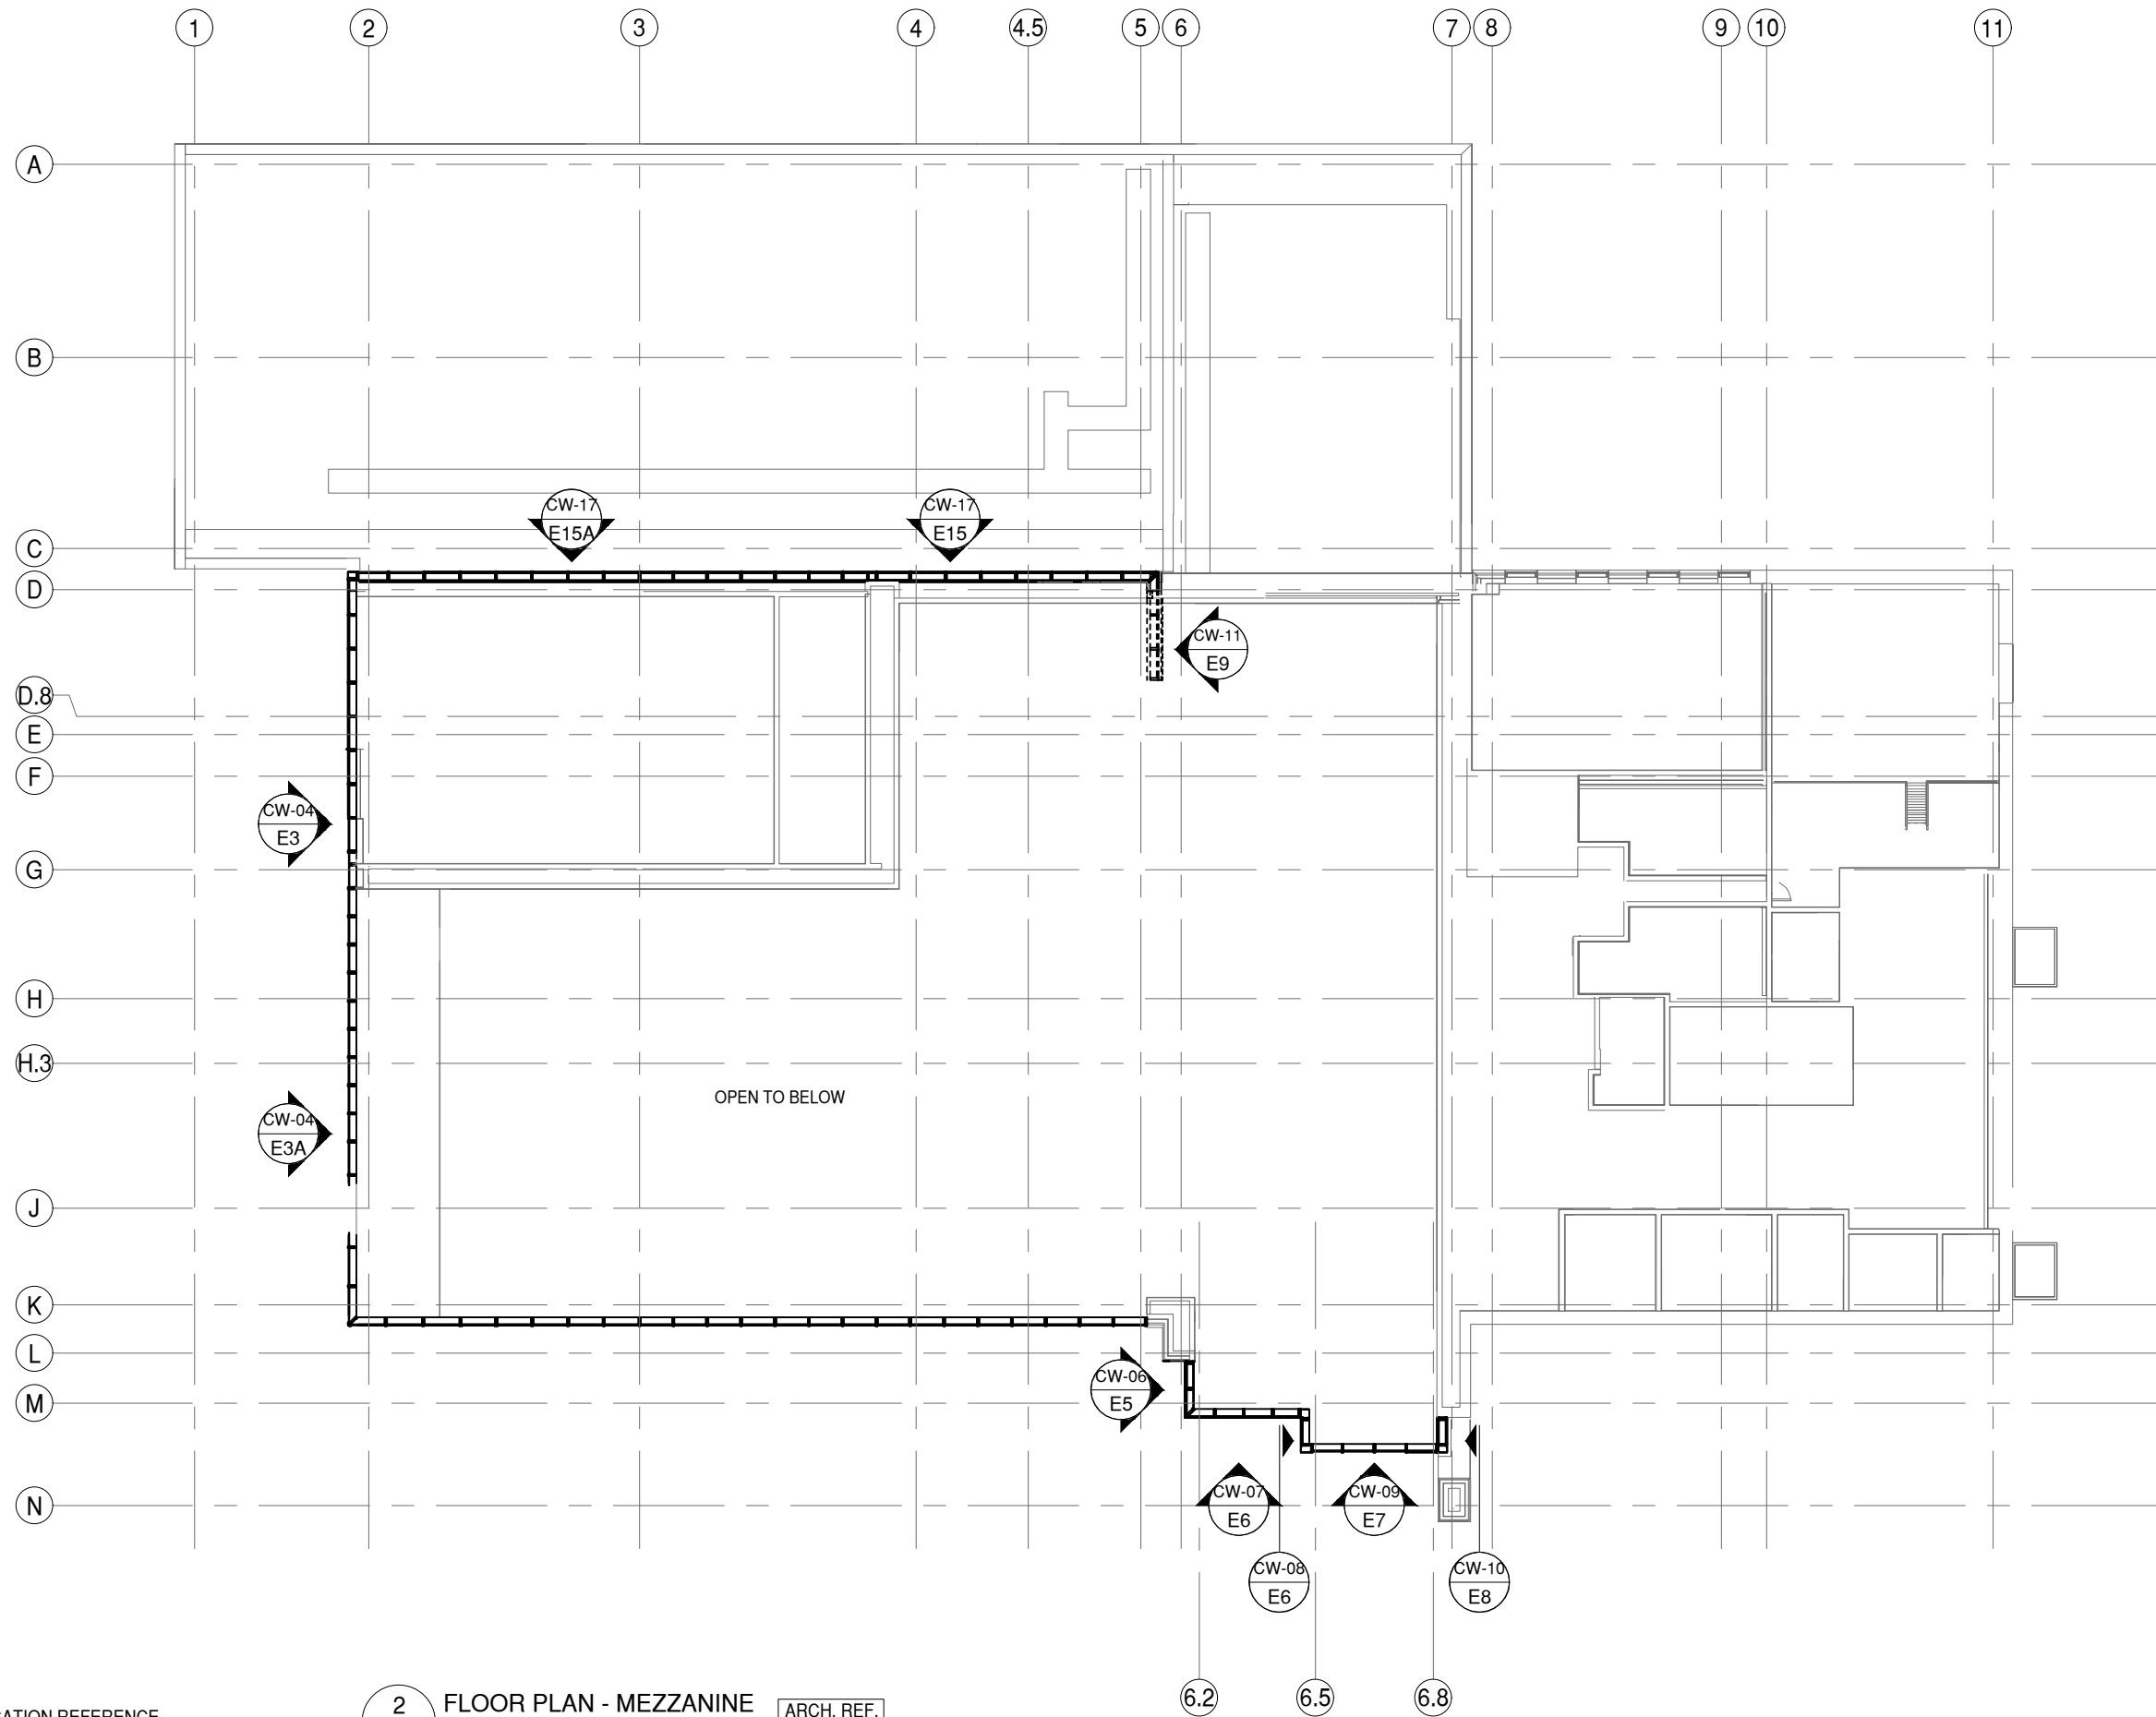 1 2 3 4 4.5 5 6 7 8 9 10 11
A
B
CW-17 CW-17
E15A E15
C
D
CW-11
E9
D.8
E
F
CW-04
E3
G
H
H.3
OPEN TO BELOW
CW-04
E3A
J
K
L
CW-06
E5
M
CW-07 CW-09
E6 E7
N
CW-08 CW-10
E6 E8
6.2 6.5 6.8
2 FLOOR PLAN - MEZZANINE ARCH. REF.
REFERENCE